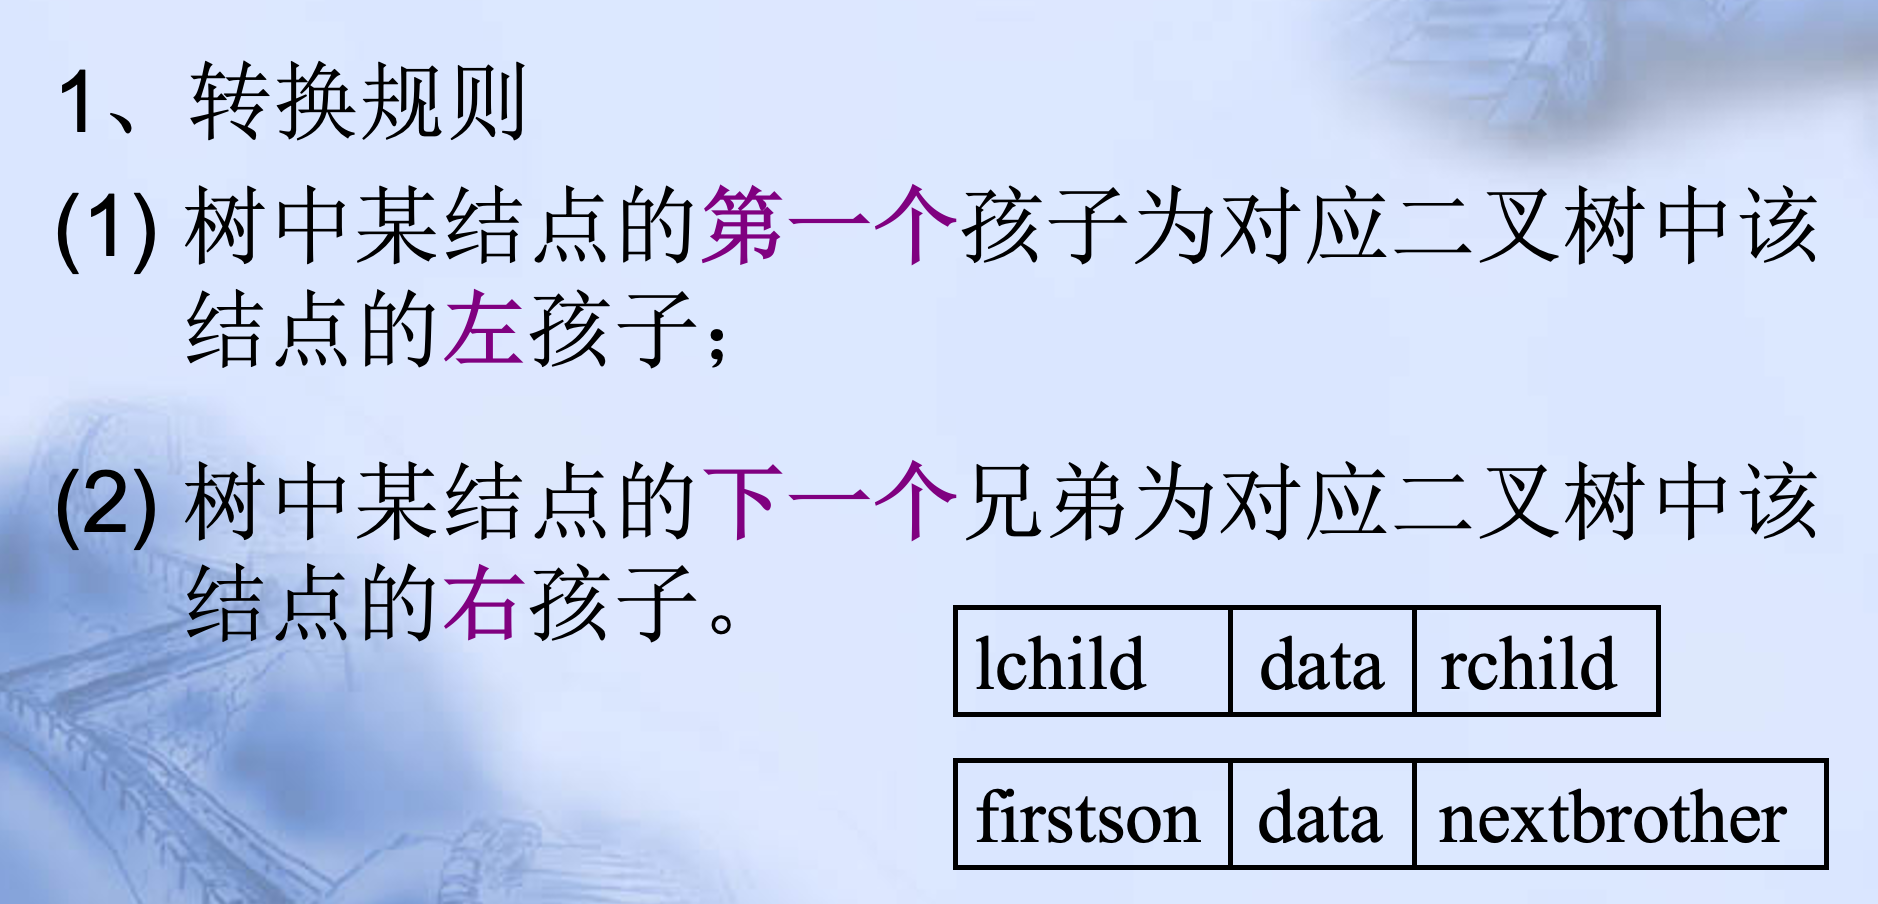 1、转换规则
(1) 树中某结点的第一个孩子为对应二叉树中该
结点的左孩子；
(2) 树中某结点的下一个兄弟为对应二叉树中该
结点的右孩子。
lchild data rchild
firstson data nextbrother